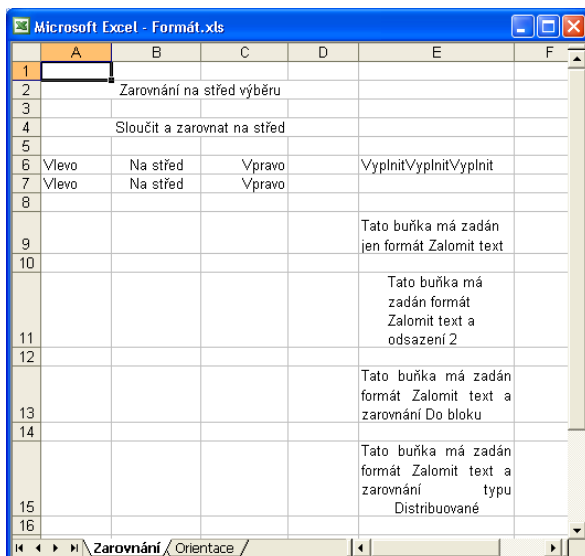 Microsoft Excel - Formát.xls
A B C D E F
1
2 Zarovnání na střed výběru
3
4 Sloučit a zarovnat na střed
5
6 Vlevo Na střed Vpravo VyplnitVyplnitVyplnit
7 Vlevo Na střed Vpravo
8
Tato buňka má zadán
9 jen formát Zalomit text
10
Tato buňka má
zadán formát
Zalomit text a
11 odsazení 2
12
Tato buňka má zadán
formát Zalomit text a
13 zarovnání Do bloku
14
Tato buňka má zadán
formát Zalomit text a
zarovnání typu
15 Distribuované
16
Zarovnání Orientace